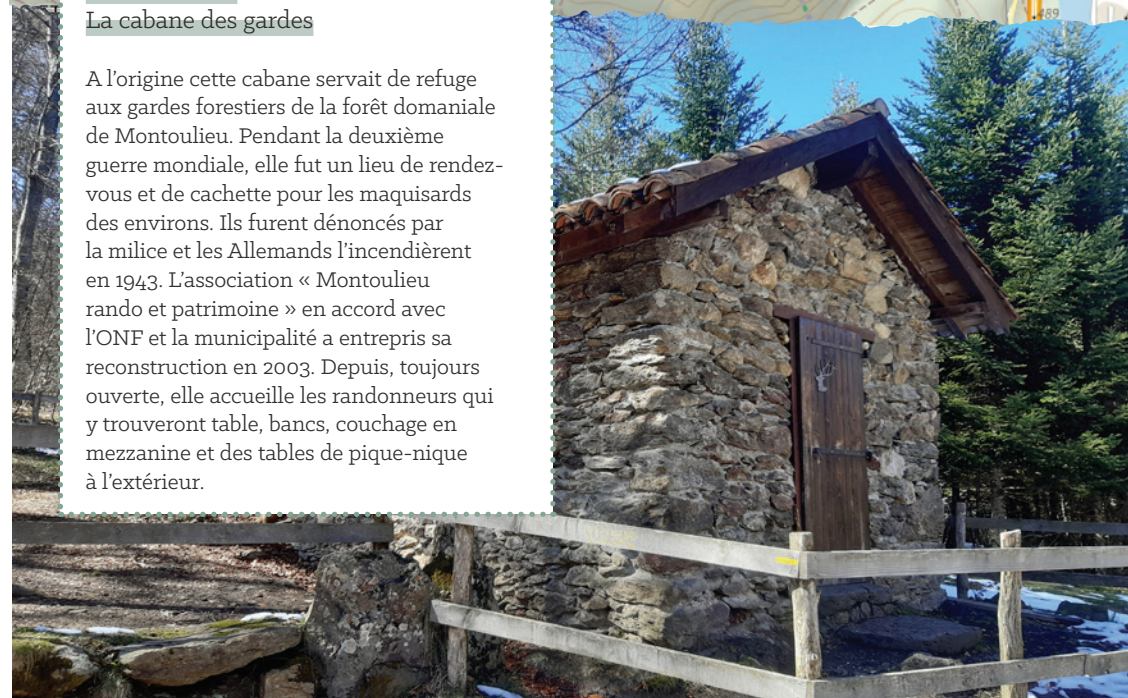 La cabane des gardes
A l’origine cette cabane servait de refuge
aux gardes forestiers de la forêt domaniale
de Montoulieu. Pendant la deuxième
guerre mondiale, elle fut un lieu de rendez-
vous et de cachette pour les maquisards
des environs. Ils furent dénoncés par
la milice et les Allemands l’incendièrent
en 1943. L’association « Montoulieu
rando et patrimoine » en accord avec
l’ONF et la municipalité a entrepris sa
reconstruction en 2003. Depuis, toujours
ouverte, elle accueille les randonneurs qui
y trouveront table, bancs, couchage en
mezzanine et des tables de pique-nique
à l’extérieur.
489